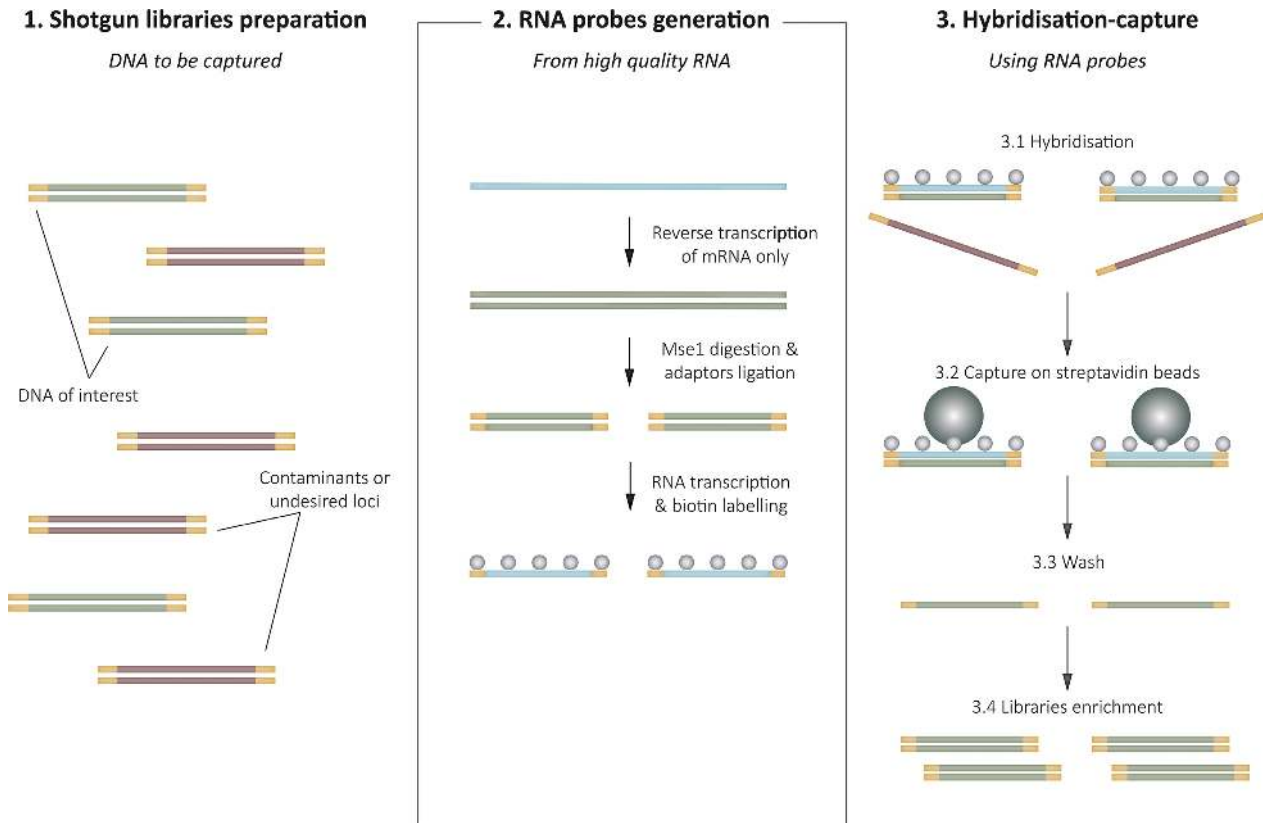 1. Shotgun libraries preparation
DNA to be captured
DNA of interest
Contaminants or
undesired loci
2. RNA probes generation
From high quality RNA
Reverse transcription
of mRNA only
Mse1 digestion &
adaptors ligation
RNA transcription
& biotin labelling
3. Hybridisation-capture
Using RNA probes
3.1 Hybridisation
3.2 Capture on streptavidin beads
3.3 Wash
3.4 Libraries enrichment